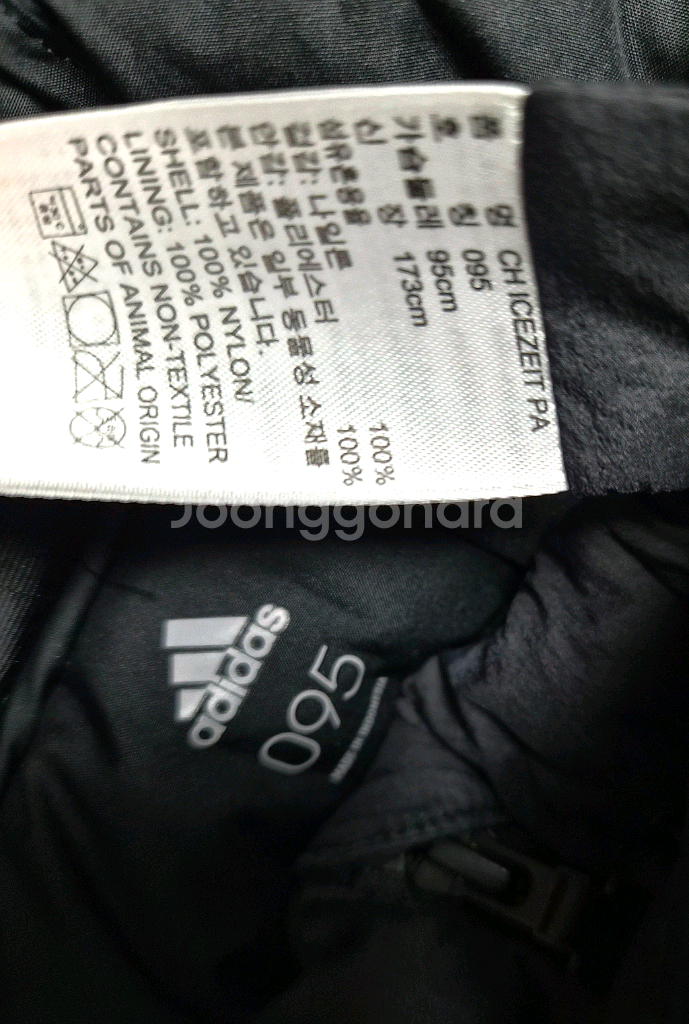 품 명 CH ICEZEIT PA
호 칭 095
가슴둘레 95cm
신 장 173cm
섬유혼용율
겉감: 나일론 100%
안감: 폴리에스터 100%
본 제품은 일부 동물성 소재를
포함하고 있습니다.
SHELL: 100% NYLON/
LINING: 100% POLYESTER
CONTAINS NON-TEXTILE
PARTS OF ANIMAL ORIGIN
Joonggonara
adidas
095